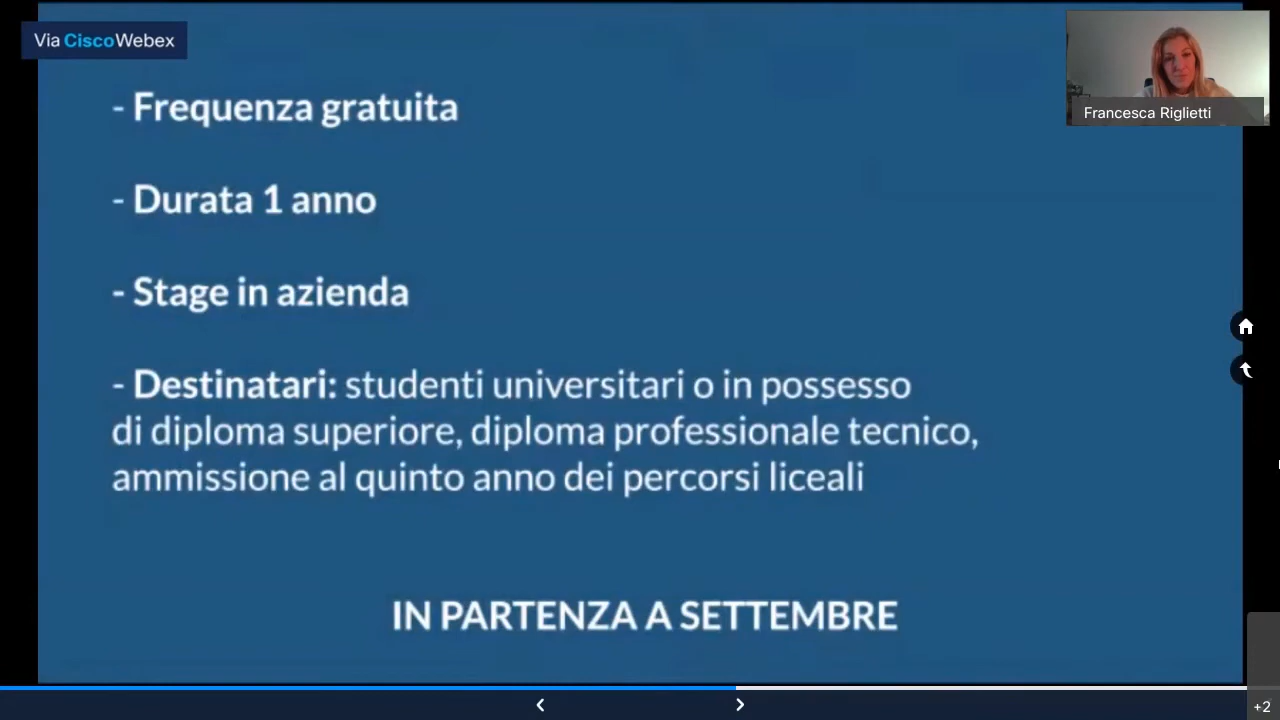 Via CiscoWebex
Francesca Riglietti
- Frequenza gratuita
- Durata 1 anno
- Stage in azienda
- Destinatari: studenti universitari o in possesso
di diploma superiore, diploma professionale tecnico,
ammissione al quinto anno dei percorsi liceali
IN PARTENZA A SETTEMBRE
+2